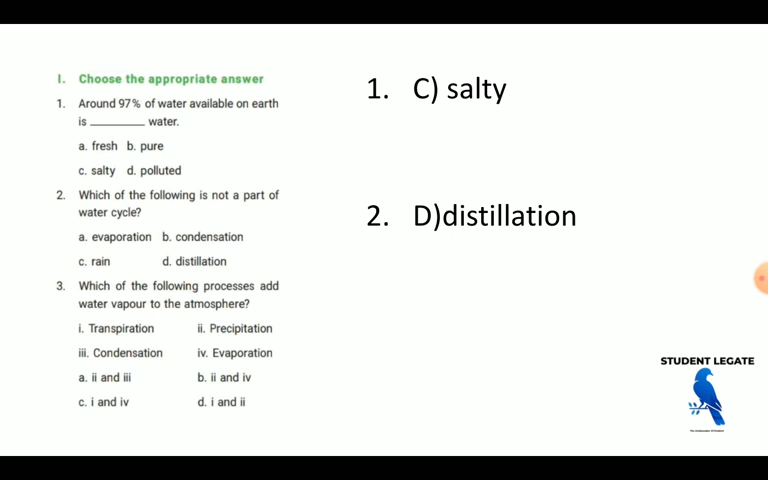 I. Choose the appropriate answer
1. Around 97% of water available on earth
is ________ water.
a. fresh b. pure
c. salty d. polluted
2. Which of the following is not a part of
water cycle?
a. evaporation b. condensation
c. rain d. distillation
3. Which of the following processes add
water vapour to the atmosphere?
i. Transpiration ii. Precipitation
iii. Condensation iv. Evaporation
a. ii and iii b. ii and iv
c. i and iv d. i and ii
1. C) salty
2. D)distillation
STUDENT LEGATE